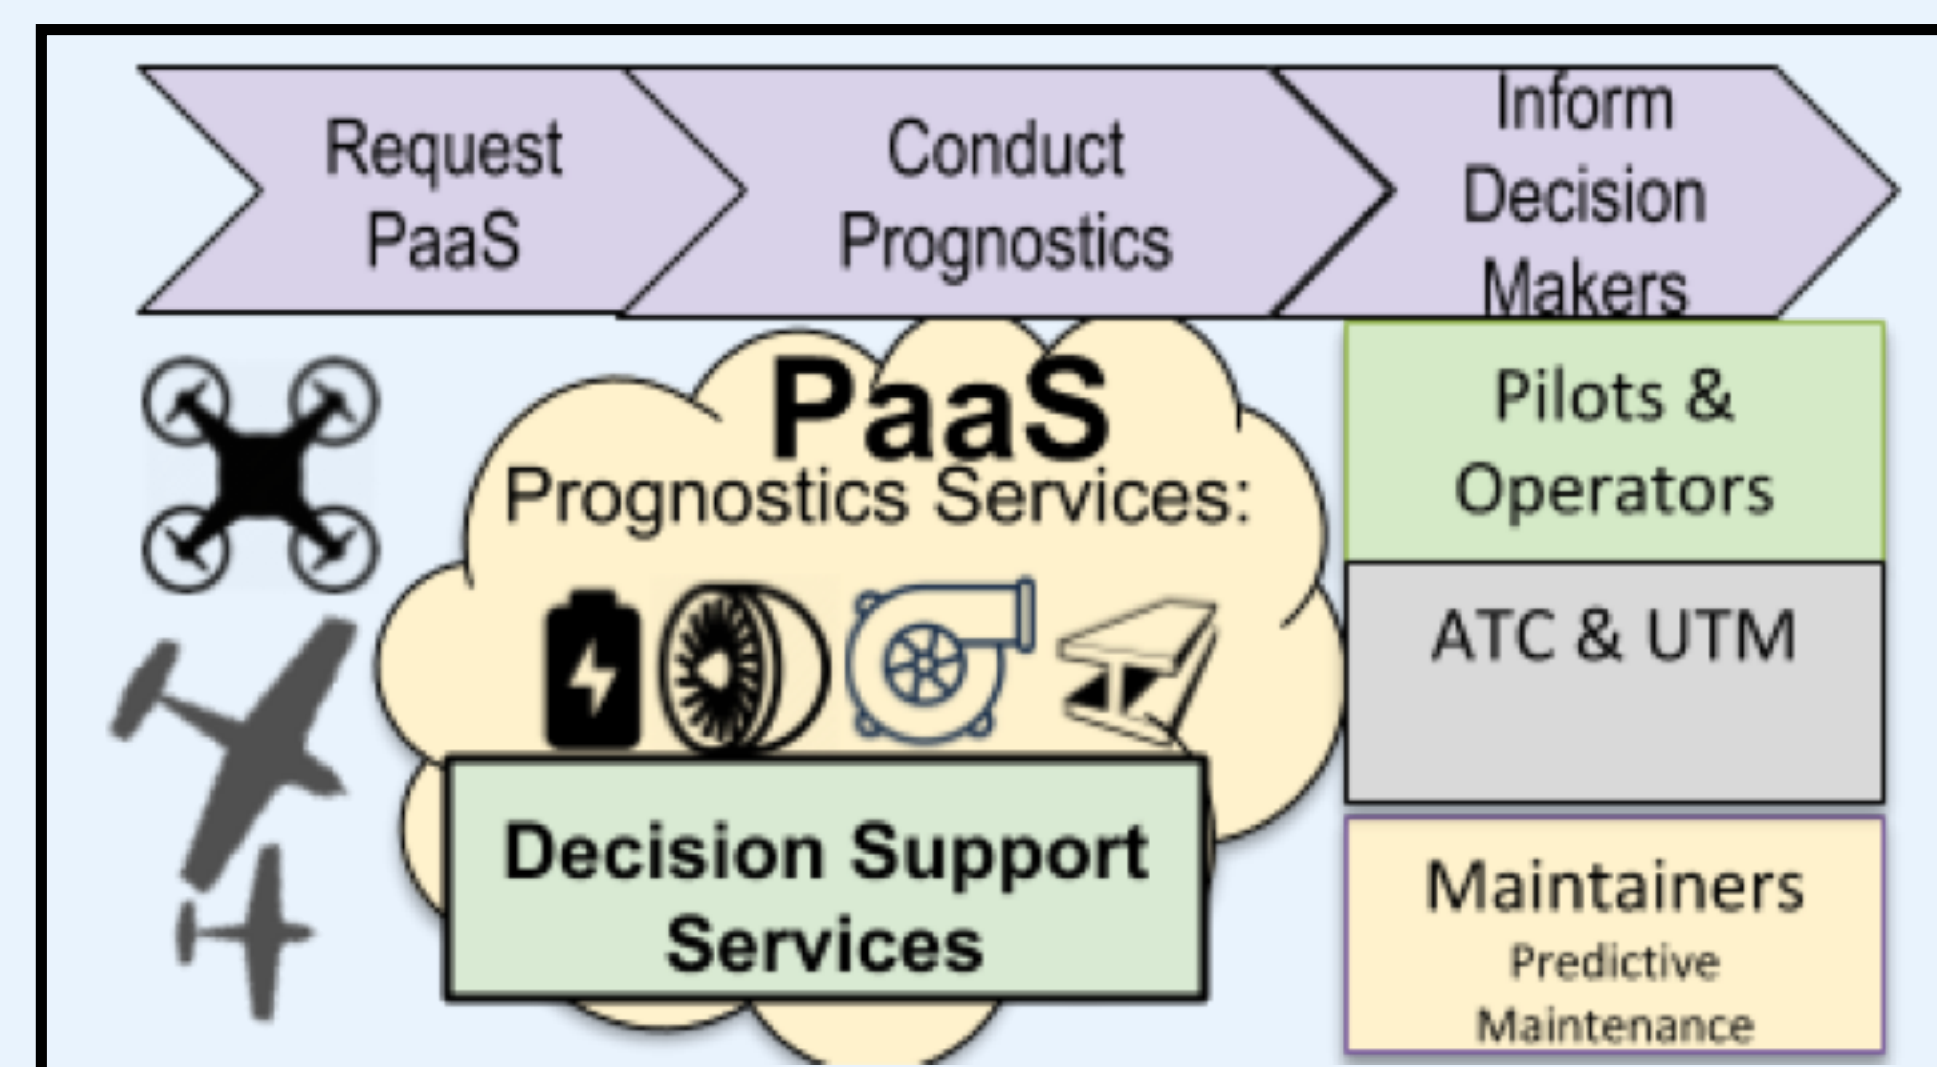 Request
PaaS
Conduct
Prognostics
Inform
Decision
Makers
PaaS
Prognostics Services:
Decision Support
Services
Pilots &
Operators
ATC & UTM
Maintainers
Predictive
Maintenance